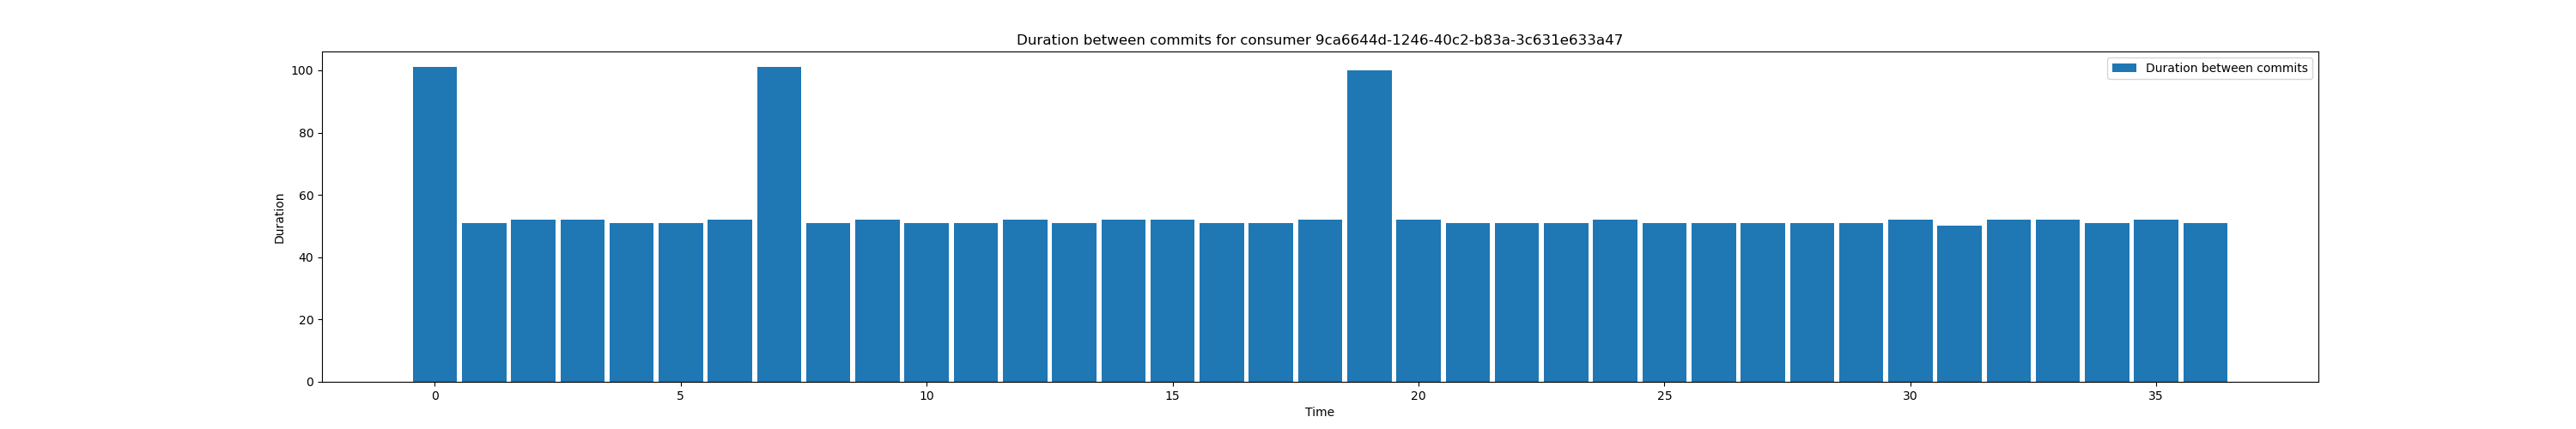 Duration between commits for consumer 9ca6644d-1246-40c2-b83a-3c631e633a47
Duration between commits
100
80
60
40
20
0
Duration
0 5 10 15 20 25 30 35
Time